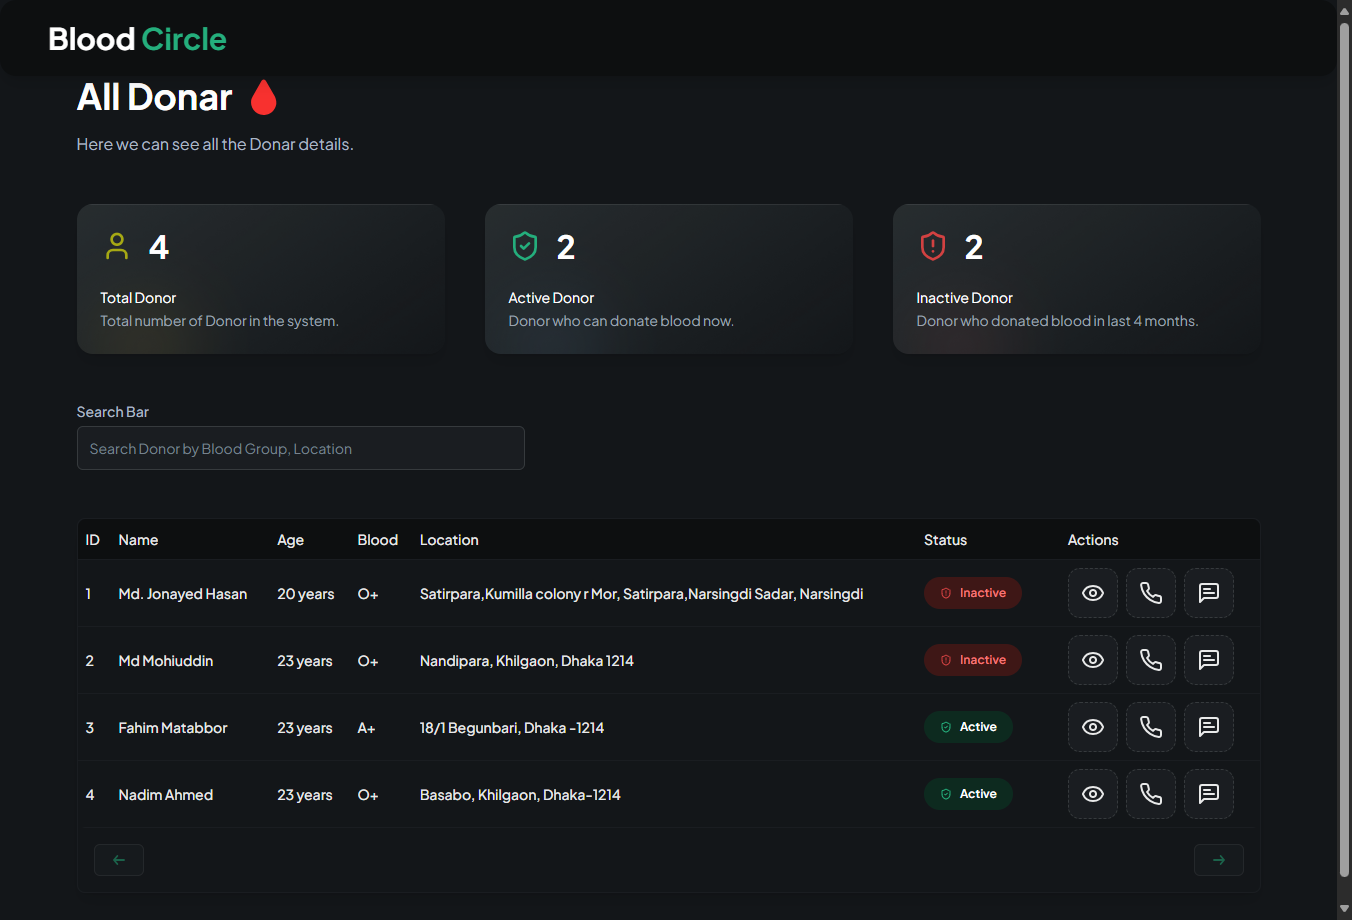 Blood Circle
All Donar
Here we can see all the Donar details.
4
Total Donor
Total number of Donor in the system.
2
Active Donor
Donor who can donate blood now.
2
Inactive Donor
Donor who donated blood in last 4 months.
Search Bar
Search Donor by Blood Group, Location
ID Name Age Blood Location Status Actions
1 Md. Jonayed Hasan 20 years O+ Satirpara,Kumilla colony r Mor, Satirpara,Narsingdi Sadar, Narsingdi Inactive
2 Md Mohiuddin 23 years O+ Nandipara, Khilgaon, Dhaka 1214 Inactive
3 Fahim Matabbor 23 years A+ 18/1 Begunbari, Dhaka -1214 Active
4 Nadim Ahmed 23 years O+ Basabo, Khilgaon, Dhaka-1214 Active